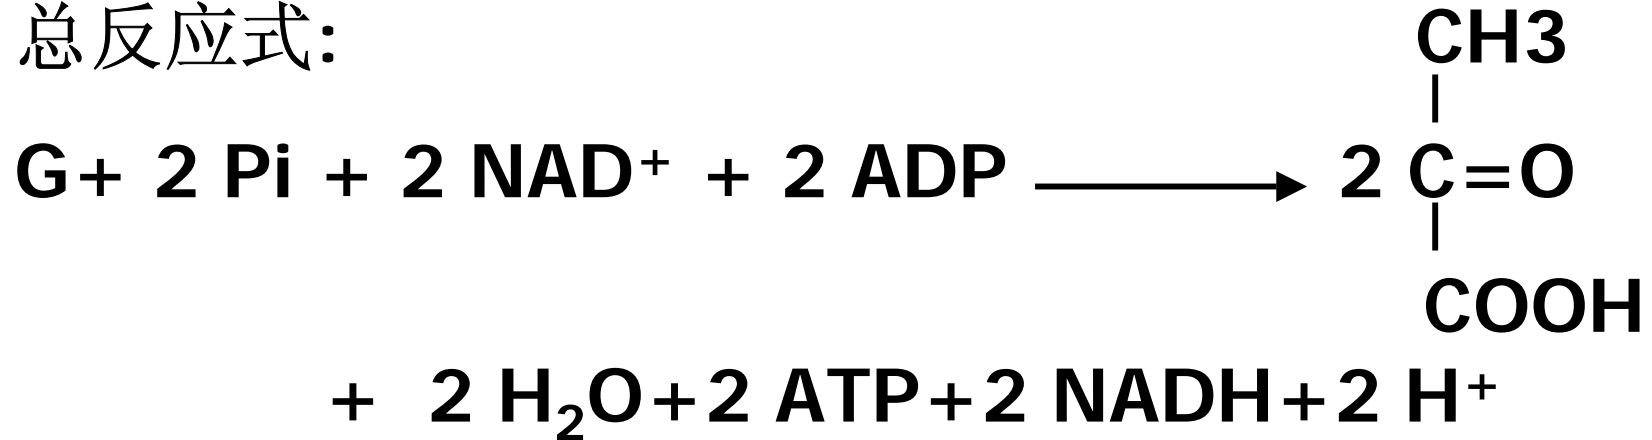 总反应式:
CH3
|
G+ 2 Pi + 2 NAD⁺ + 2 ADP ⟶ 2 C=O
|
COOH
+ 2 H₂O+2 ATP+2 NADH+2 H⁺